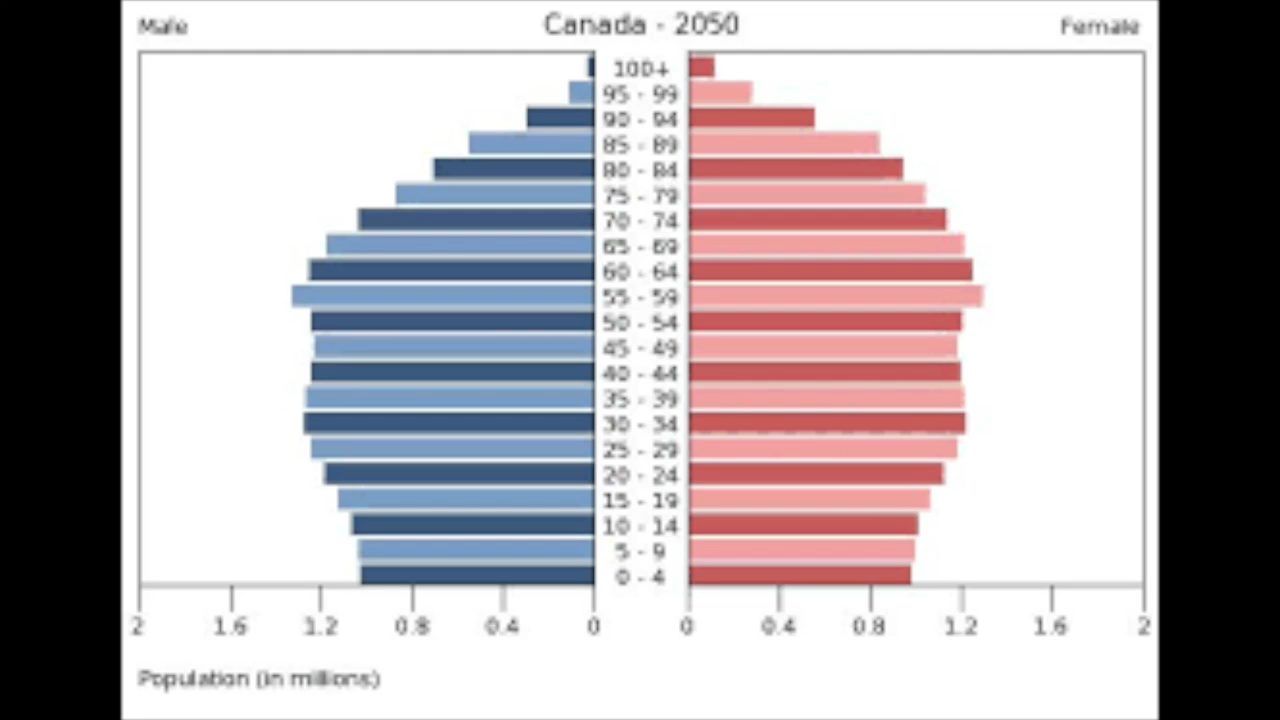 Male Canada - 2050 Female
100+
95 - 99
90 - 94
85 - 89
80 - 84
75 - 79
70 - 74
65 - 69
60 - 64
55 - 59
50 - 54
45 - 49
40 - 44
35 - 39
30 - 34
25 - 29
20 - 24
15 - 19
10 - 14
5 - 9
0 - 4
2 1.6 1.2 0.8 0.4 0 0 0.4 0.8 1.2 1.6 2
Population (in millions)